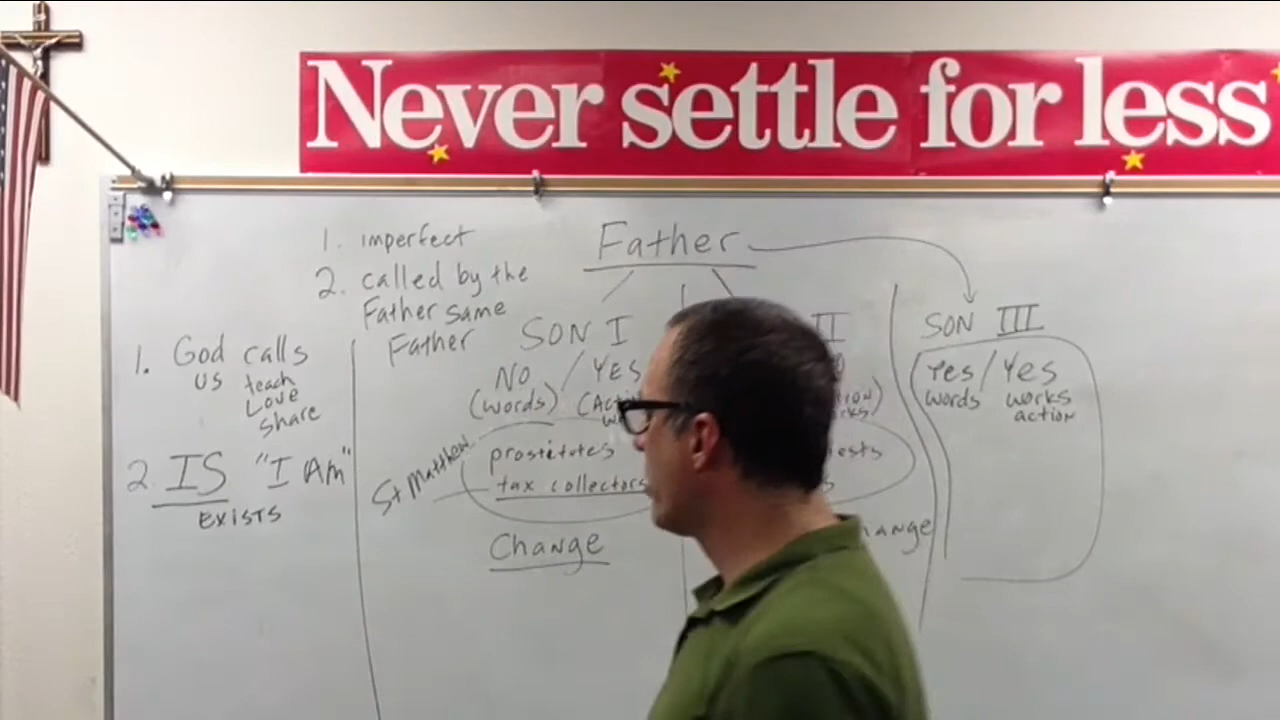 Never settle for less
1. imperfect
2. called by the
Father same
Father
Father
1. God calls
us teach
Love
share
2. IS "I AM"
EXISTS
SON I
NO / YES
(words)
St Matthew
prostitutes
tax collectors
Change
II
SON III
Yes / Yes
words works
action